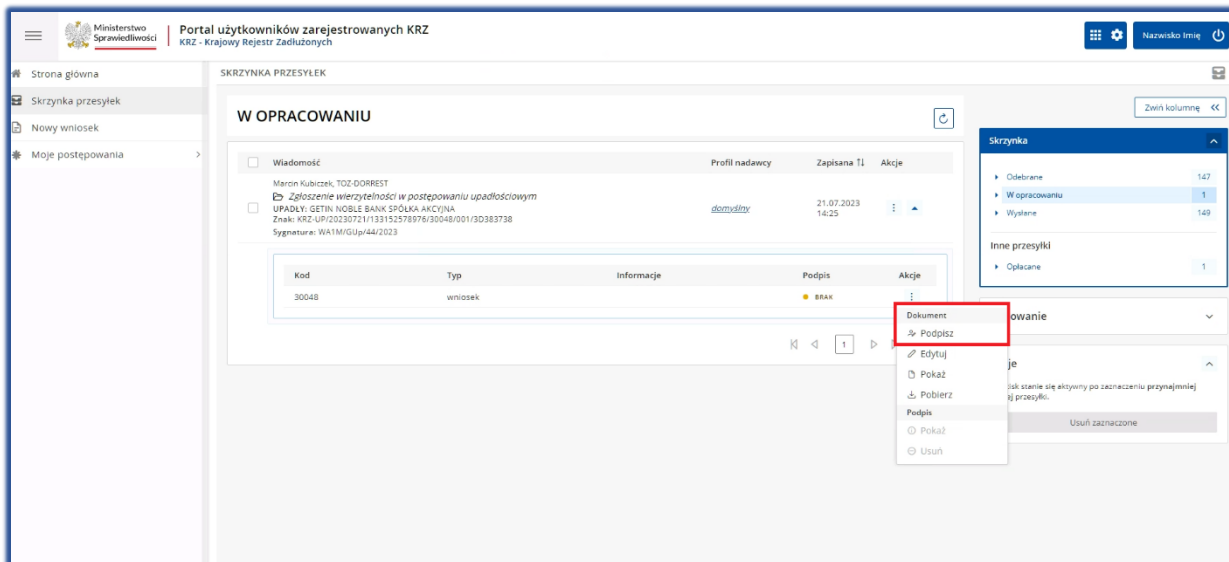 Ministerstwo
Sprawiedliwości
Portal użytkowników zarejestrowanych KRZ
KRZ - Krajowy Rejestr Zadłużonych
Nazwisko Imię
Strona główna
Skrzynka przesyłek
Nowy wniosek
Moje postępowania
SKRZYNKA PRZESYŁEK
W OPRACOWANIU
Wiadomość Profil nadawcy Zapisana Akcje
Marcin Kubiczek, TOZ-DORREST
Zgłoszenie wierzytelności w postępowaniu upadłościowym
UPADŁY: GETIN NOBLE BANK SPÓŁKA AKCYJNA
Znak: KRZ-UP/20230721/133152578976/30048/001/3D383738
Sygnatura: WA1M/GUp/44/2023
domyślny
21.07.2023
14:25
Kod Typ Informacje Podpis Akcje
30048 wniosek BRAK
1
Dokument
Podpisz
Edytuj
Pokaż
Pobierz
Podpis
Pokaż
Usuń
Zwiń kolumnę
Skrzynka
Odebrane 147
W opracowaniu 1
Wysłane 149
Inne przesyłki
Opłacane 1
owanie
je
isk stanie się aktywny po zaznaczeniu przynajmniej
ej przesyłki.
Usuń zaznaczone